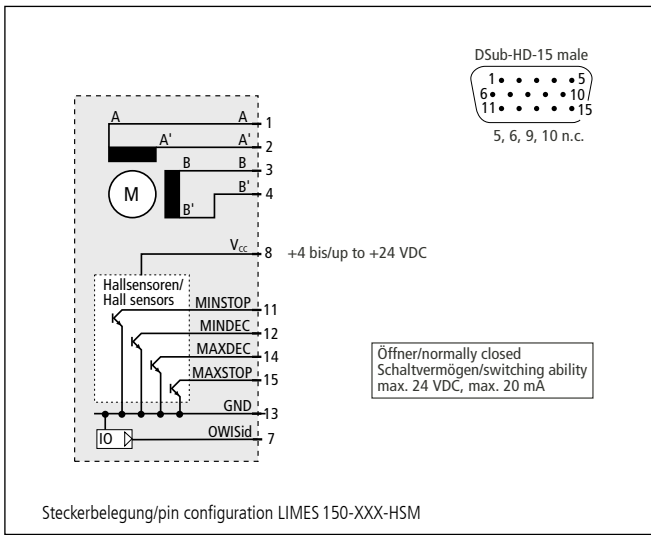 DSub-HD-15 male
1 5
6 10
11 15
5, 6, 9, 10 n.c.
A A 1
A' A' 2
B B 3
M
B' B' 4
Vcc 8 +4 bis/up to +24 VDC
Hallsensoren/
Hall sensors
MINSTOP 11
MINDEC 12
MAXDEC 14
MAXSTOP 15
GND 13
IO OWISid 7
Öffner/normally closed
Schaltvermögen/switching ability
max. 24 VDC, max. 20 mA
Steckerbelegung/pin configuration LIMES 150-XXX-HSM